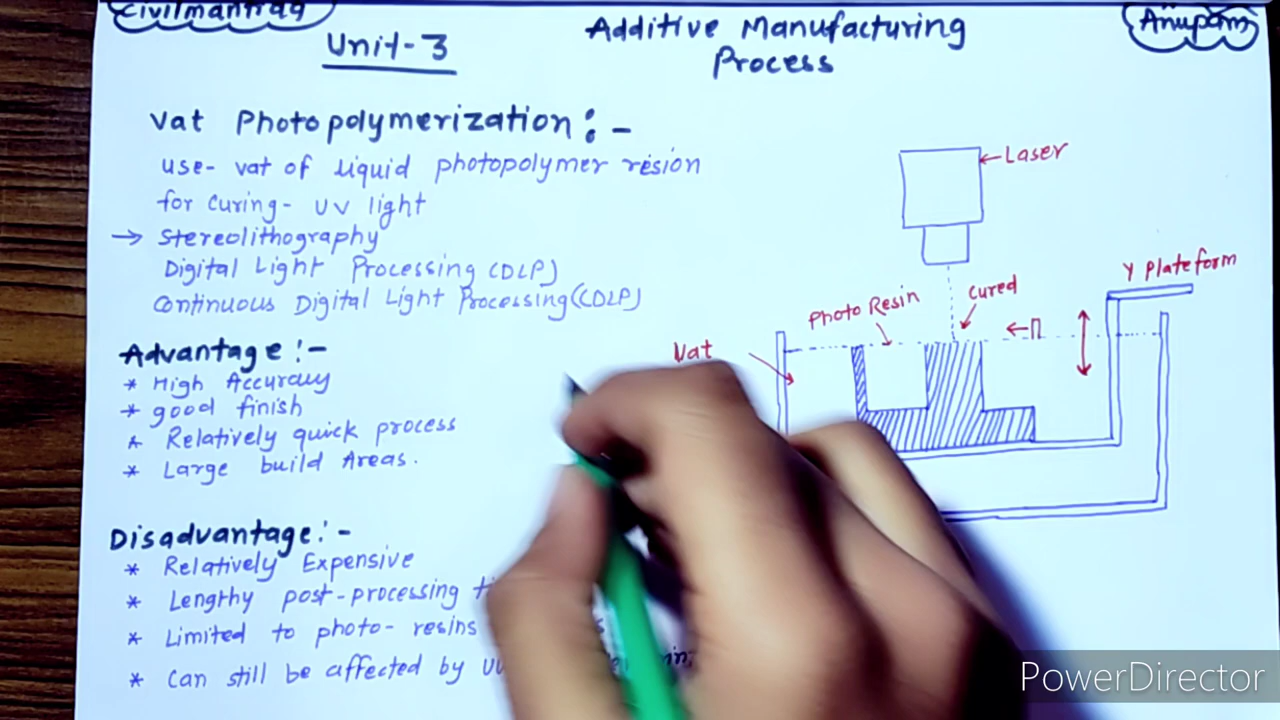 Civilmantraa
Anupam
Unit-3
Additive Manufacturing
Process
Vat Photopolymerization:-
use- vat of liquid photopolymer resion
for curing- UV light
→ Stereolithography
Digital Light Processing (DLP)
Continuous Digital Light Processing (CDLP)
Advantage:-
* High Accuracy
* good finish
* Relatively quick process
* Large build Areas.
Disadvantage:-
* Relatively Expensive
* Lengthy post-processing
* Limited to photo-resins
* Can still be affected by
← Laser
Y plateform
Photo Resin
Cured
Vat
PowerDirector